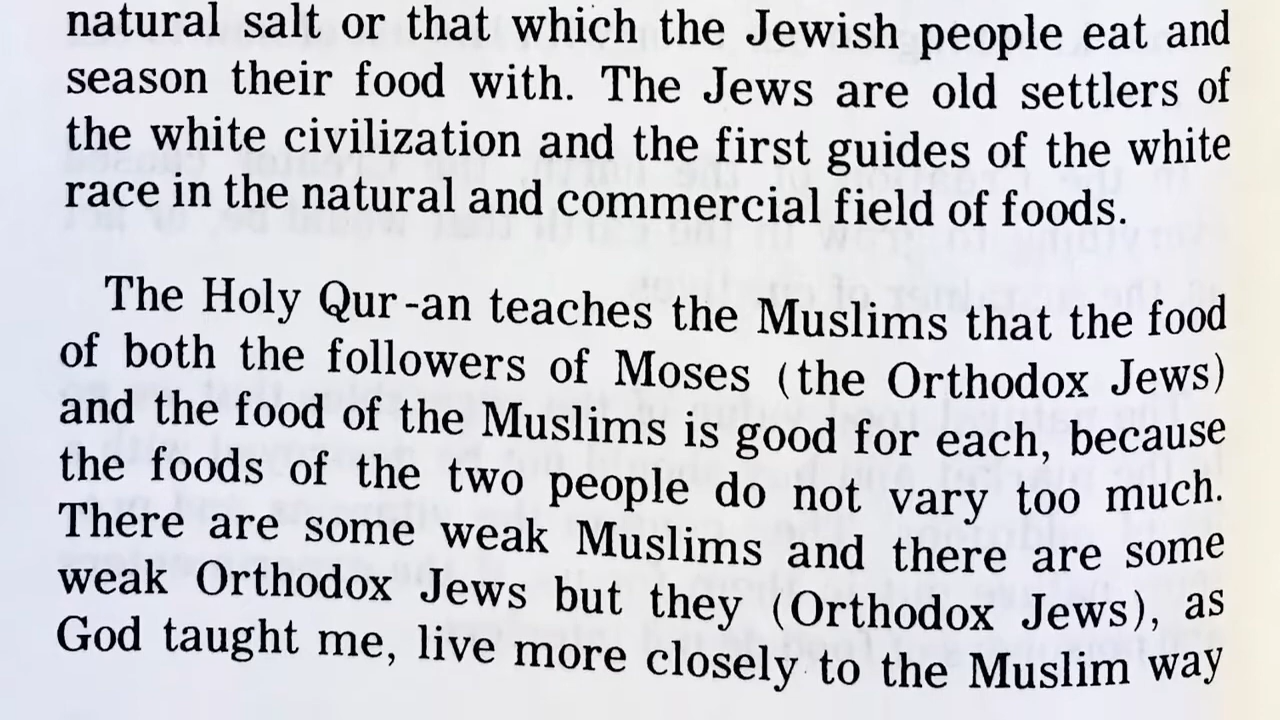 natural salt or that which the Jewish people eat and
season their food with. The Jews are old settlers of
the white civilization and the first guides of the white
race in the natural and commercial field of foods.
The Holy Qur-an teaches the Muslims that the food
of both the followers of Moses (the Orthodox Jews)
and the food of the Muslims is good for each, because
the foods of the two people do not vary too much.
There are some weak Muslims and there are some
weak Orthodox Jews but they (Orthodox Jews), as
God taught me, live more closely to the Muslim way